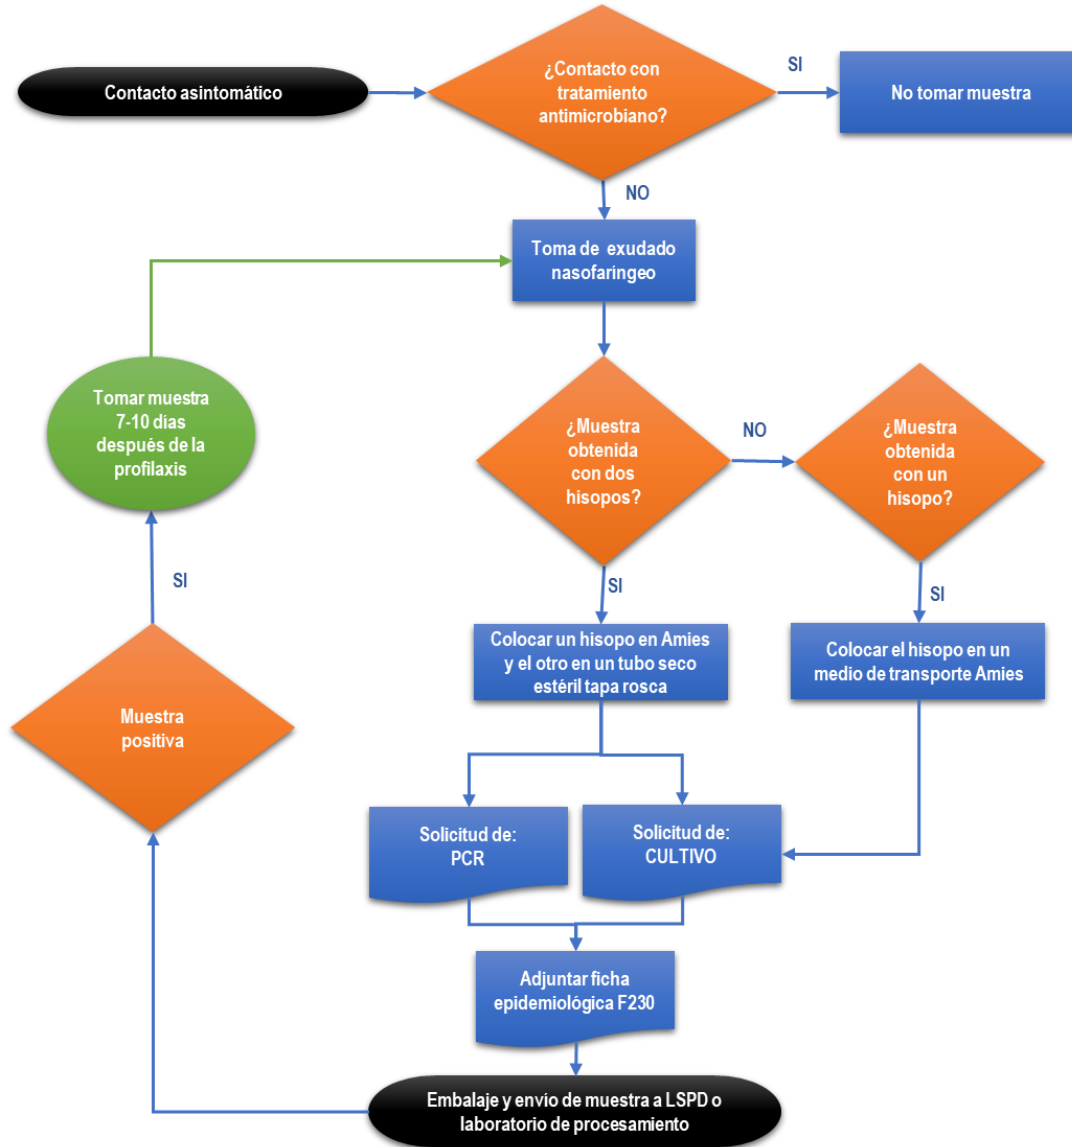 ¿Contacto con
tratamiento
antimicrobiano?
SI
Contacto asintomático
No tomar muestra
NO
Toma de exudado
nasofaríngeo
Tomar muestra
7-10 días
después de la
profilaxis
¿Muestra
obtenida
con dos
hisopos?
NO
¿Muestra
obtenida
con un
hisopo?
SI
SI
SI
Colocar un hisopo en Amies
y el otro en un tubo seco
estéril tapa rosca
Colocar el hisopo en un
medio de transporte Amies
Muestra
positiva
Solicitud de:
PCR
Solicitud de:
CULTIVO
Adjuntar ficha
epidemiológica F230
Embalaje y envío de muestra a LSPD o
laboratorio de procesamiento